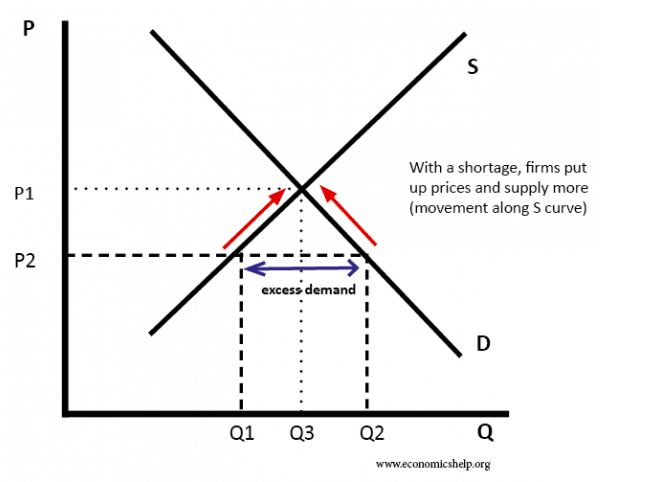 P
S
With a shortage, firms put
up prices and supply more
(movement along S curve)
P1
P2
excess demand
D
Q1 Q3 Q2 Q
www.economicshelp.org